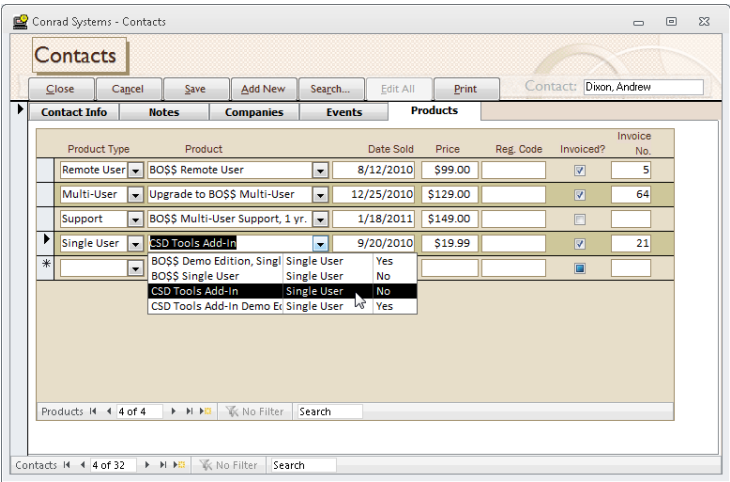 Conrad Systems - Contacts
Contacts
Close Cancel Save Add New Search... Edit All Print Contact: Dixon, Andrew
Contact Info Notes Companies Events Products
Product Type Product Date Sold Price Reg. Code Invoiced? Invoice No.
Remote User BO$$ Remote User 8/12/2010 $99.00 5
Multi-User Upgrade to BO$$ Multi-User 12/25/2010 $129.00 64
Support BO$$ Multi-User Support, 1 yr. 1/18/2011 $149.00
Single User CSD Tools Add-In 9/20/2010 $19.99 21
BO$$ Demo Edition, Singl Single User Yes
BO$$ Single User Single User No
CSD Tools Add-In Single User No
CSD Tools Add-In Demo Ed Single User Yes
Products 4 of 4 No Filter Search
Contacts 4 of 32 No Filter Search